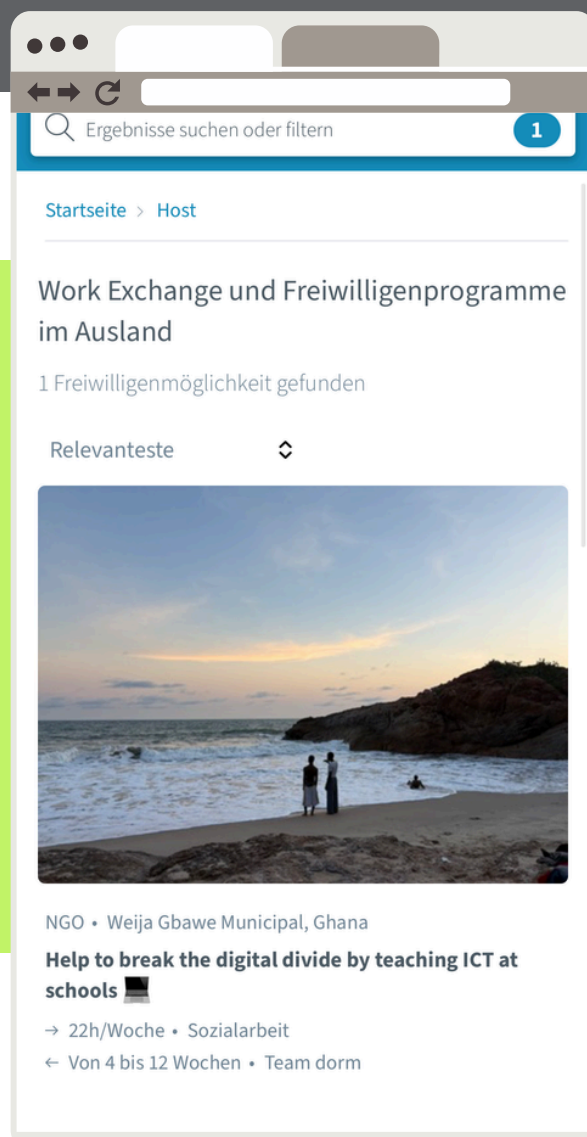 Ergebnisse suchen oder filtern
1
Startseite > Host
Work Exchange und Freiwilligenprogramme
im Ausland
1 Freiwilligenmöglichkeit gefunden
Relevanteste
NGO • Weija Gbawe Municipal, Ghana
Help to break the digital divide by teaching ICT at
schools 💻
→ 22h/Woche • Sozialarbeit
← Von 4 bis 12 Wochen • Team dorm